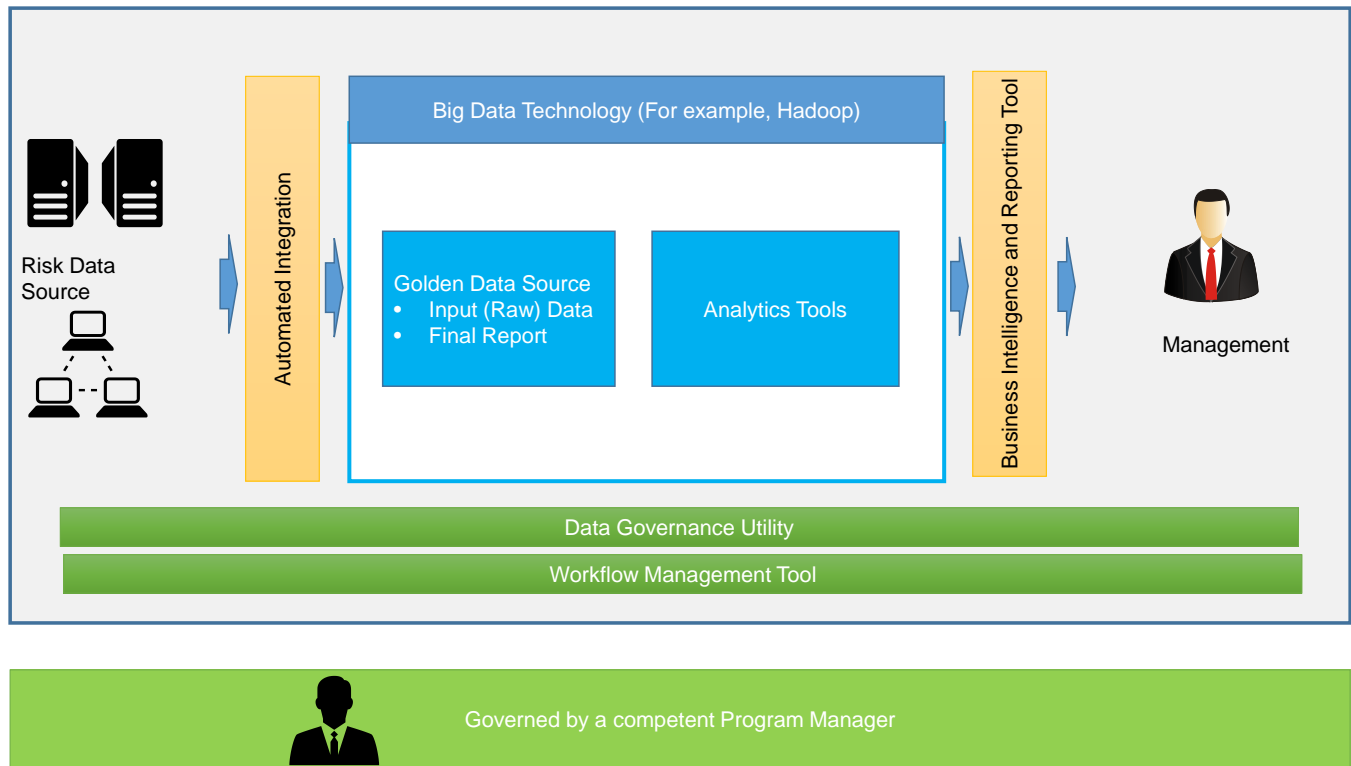 Big Data Technology (For example, Hadoop)
Risk Data
Source
Automated Integration
Golden Data Source
• Input (Raw) Data
• Final Report
Analytics Tools
Business Intelligence and Reporting Tool
Management
Data Governance Utility
Workflow Management Tool
Governed by a competent Program Manager